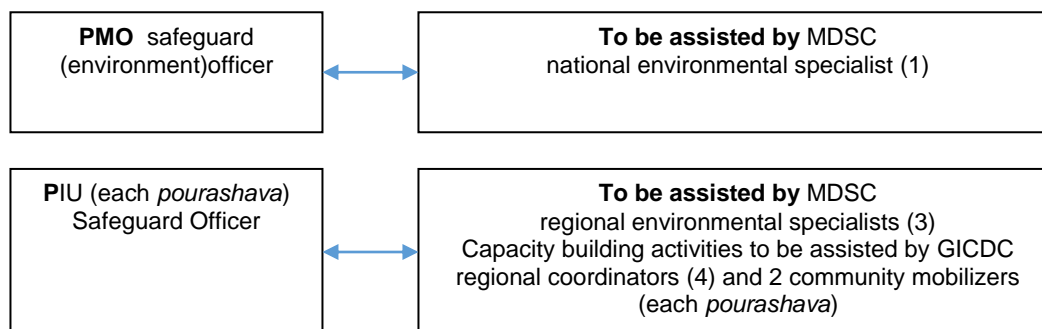 PMO safeguard
(environment)officer
To be assisted by MDSC
national environmental specialist (1)
PIU (each pourashava)
Safeguard Officer
To be assisted by MDSC
regional environmental specialists (3)
Capacity building activities to be assisted by GICDC
regional coordinators (4) and 2 community mobilizers
(each pourashava)